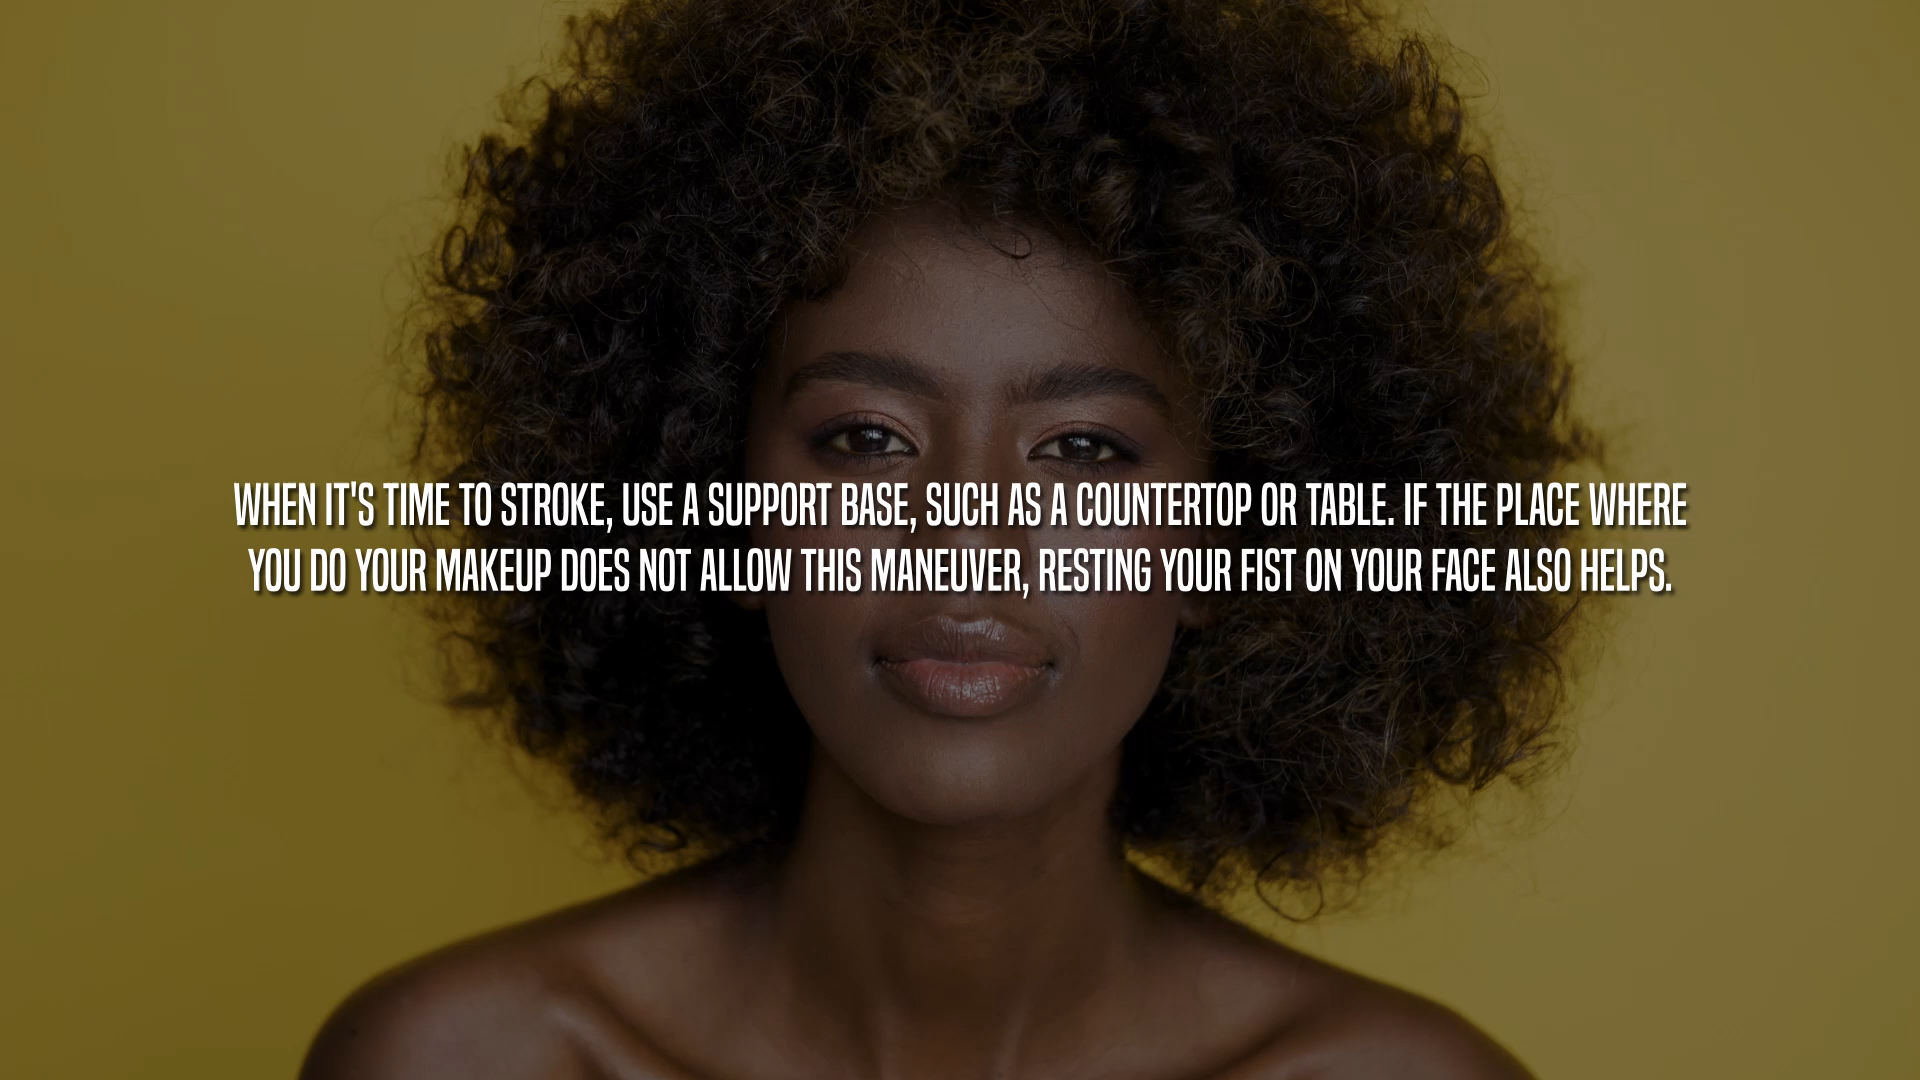 WHEN IT'S TIME TO STROKE, USE A SUPPORT BASE, SUCH AS A COUNTERTOP OR TABLE. IF THE PLACE WHERE
YOU DO YOUR MAKEUP DOES NOT ALLOW THIS MANEUVER, RESTING YOUR FIST ON YOUR FACE ALSO HELPS.